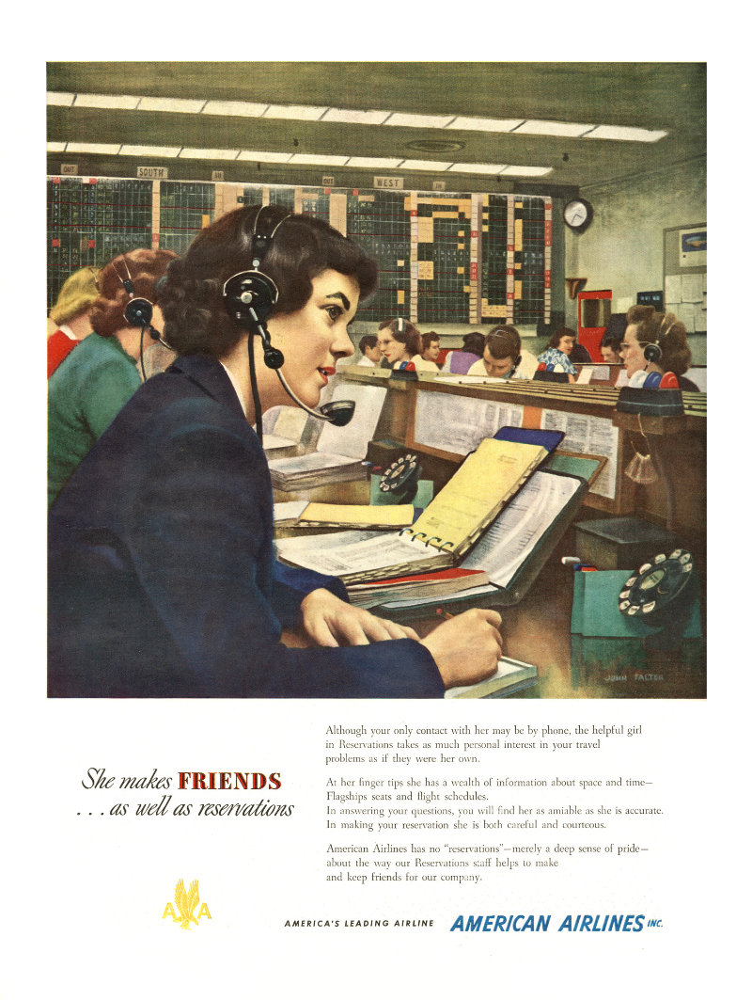 OUT
SOUTH
IN
OUT
WEST
IN
JOHN FALTER
She makes FRIENDS
. . . as well as reservations
Although your only contact with her may be by phone, the helpful girl
in Reservations takes as much personal interest in your travel
problems as if they were her own.
At her finger tips she has a wealth of information about space and time—
Flagships seats and flight schedules.
In answering your questions, you will find her as amiable as she is accurate.
In making your reservation she is both careful and courteous.
American Airlines has no “reservations”—merely a deep sense of pride—
about the way our Reservations staff helps to make
and keep friends for our company.
A A
AMERICA'S LEADING AIRLINE AMERICAN AIRLINES INC.